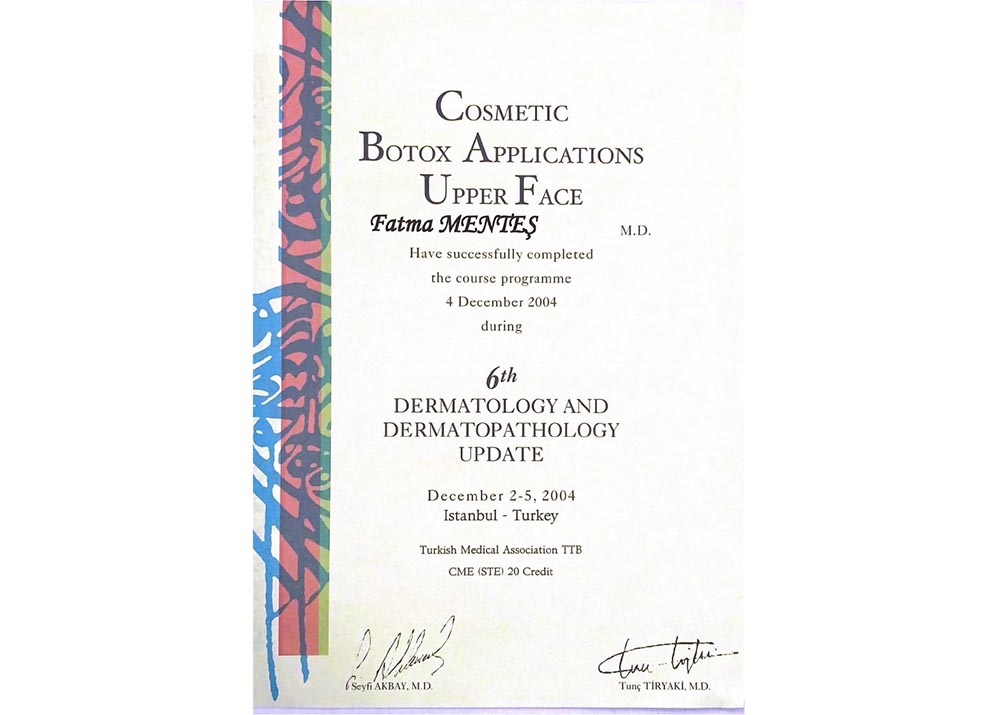 COSMETIC
BOTOX APPLICATIONS
UPPER FACE
Fatma MENTEŞ M.D.
Have successfully completed
the course programme
4 December 2004
during
6th
DERMATOLOGY AND
DERMATOPATHOLOGY
UPDATE
December 2-5, 2004
Istanbul - Turkey
Turkish Medical Association TTB
CME (STE) 20 Credit
Seyfi AKBAY, M.D. Tunç TİRYAKİ, M.D.